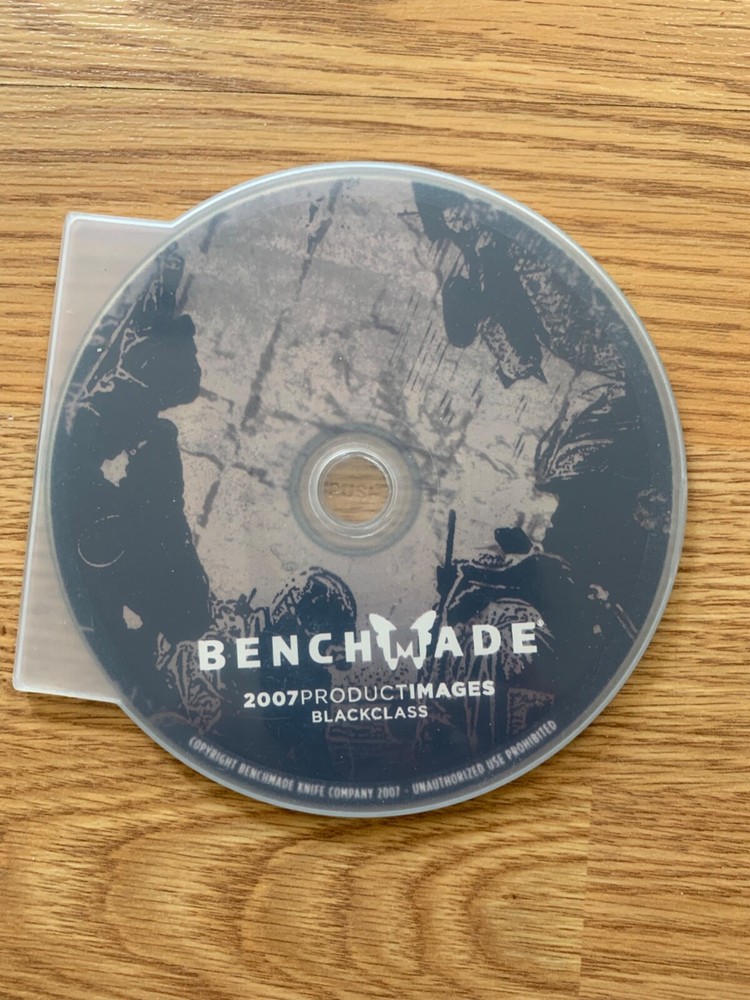 BENCHMADE®
2007PRODUCTIMAGES
BLACKCLASS
COPYRIGHT BENCHMADE KNIFE COMPANY 2007 - UNAUTHORIZED USE PROHIBITED